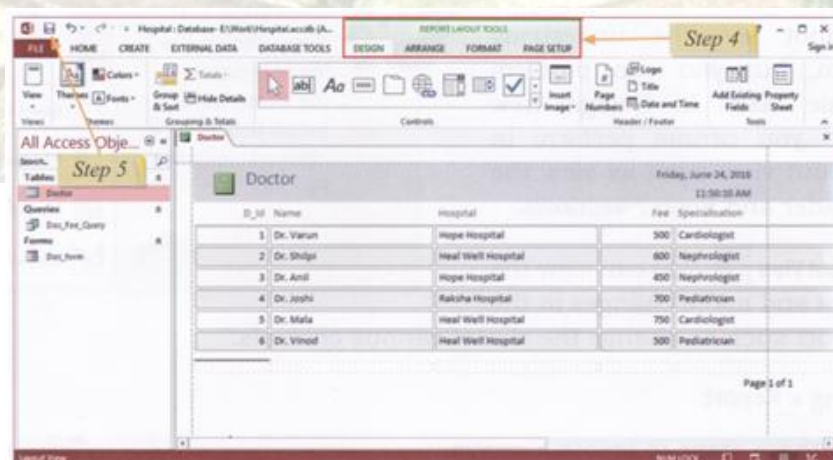 Hospital : Database- E:\Work\Hospital.accdb (A...
REPORT LAYOUT TOOLS
Step 4
FILE HOME CREATE EXTERNAL DATA DATABASE TOOLS DESIGN ARRANGE FORMAT PAGE SETUP Sign in
View
Views
Themes
Colors
Fonts
Themes
Group & Sort
Totals
Hide Details
Grouping & Totals
ab Aa
Insert Image
Controls
Page Numbers
Logo
Title
Date and Time
Header / Footer
Add Existing Fields
Property Sheet
Tools
All Access Obje...
Search..
Step 5
Tables
Doctor
Queries
Doc_Fee_Query
Forms
Doc_form
Doctor
Doctor
Friday, June 24, 2016
11:50:10 AM
D_Id Name Hospital Fee Specialisation
1 Dr. Varun Hope Hospital 500 Cardiologist
2 Dr. Shilpi Heal Well Hospital 600 Nephrologist
3 Dr. Anil Hope Hospital 450 Nephrologist
4 Dr. Joshi Raksha Hospital 700 Pediatrician
5 Dr. Mala Heal Well Hospital 750 Cardiologist
6 Dr. Vinod Heal Well Hospital 500 Pediatrician
Page 1 of 1
Layout View
NUM LOCK